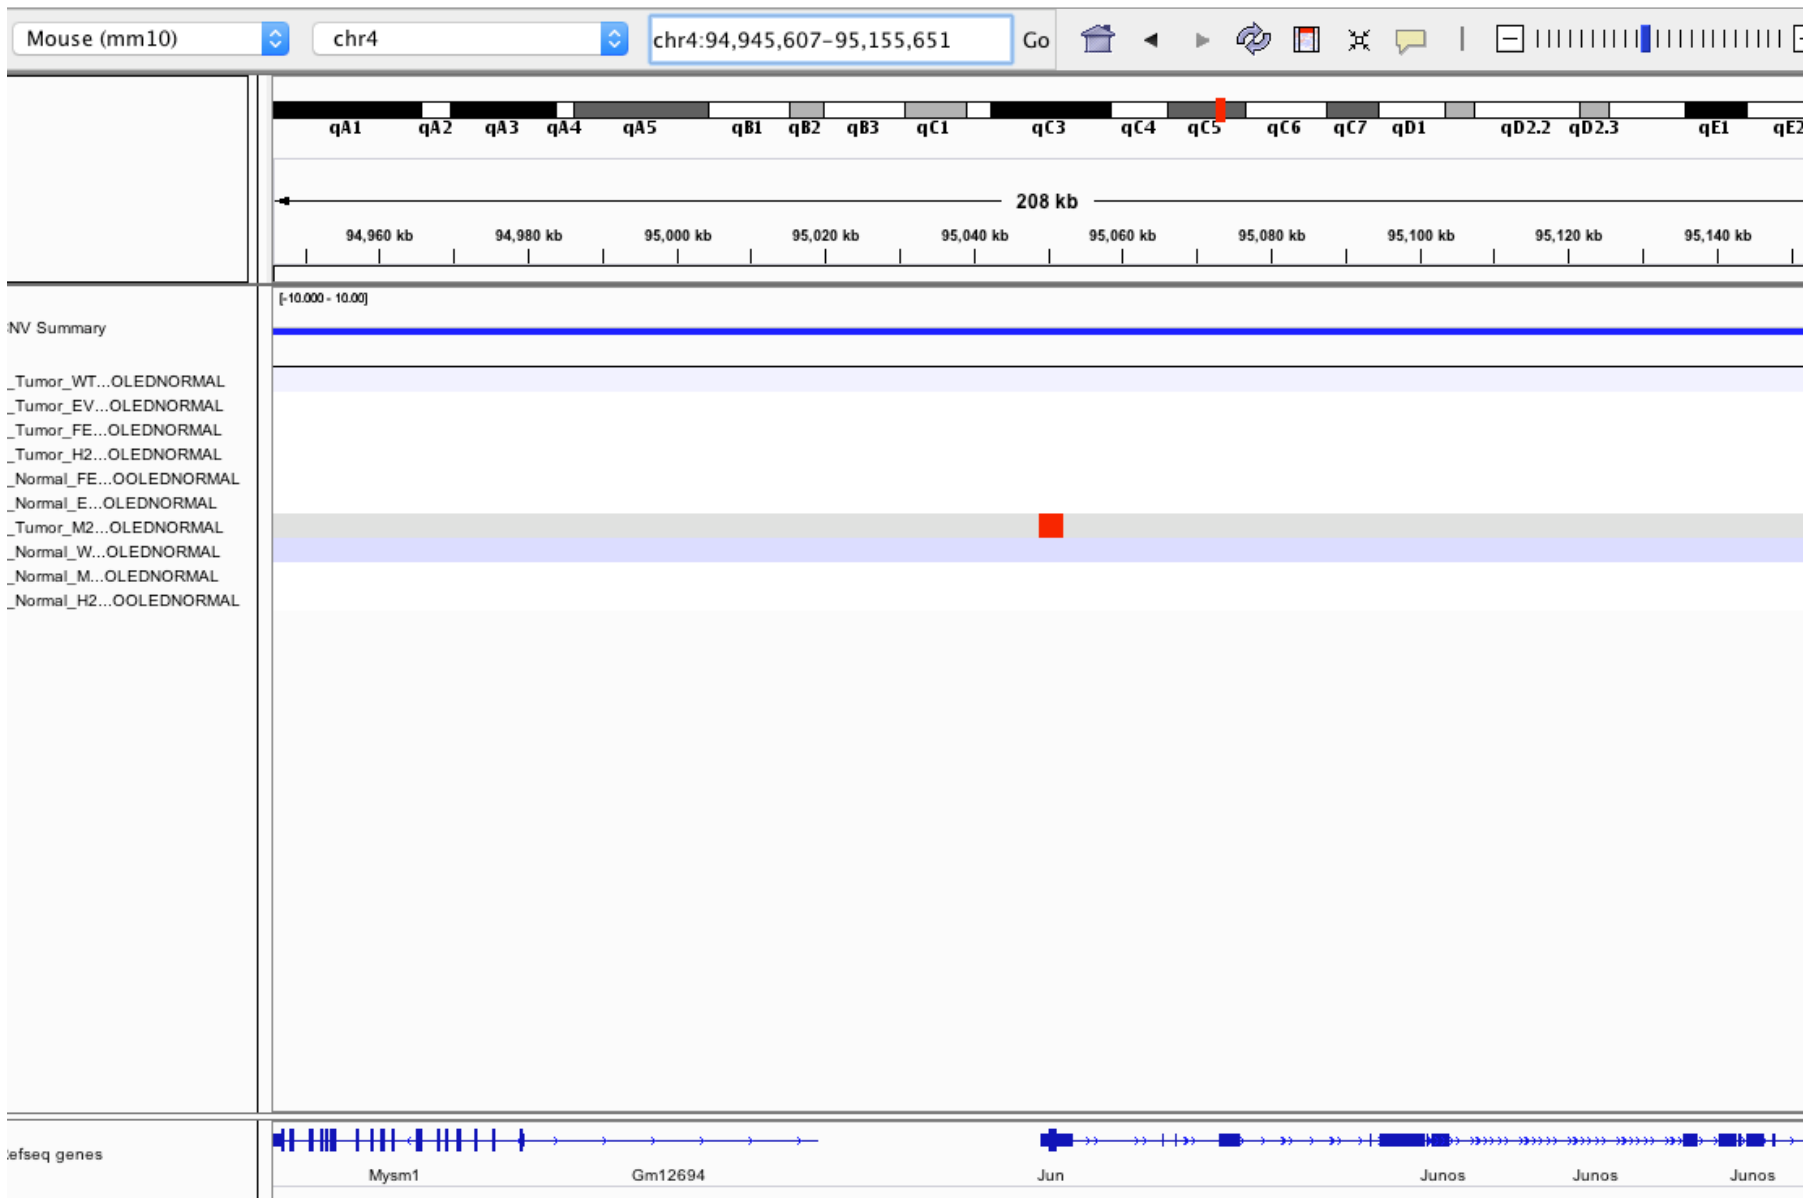 Mouse (mm10) chr4 chr4:94,945,607-95,155,651 Go
qA1 qA2 qA3 qA4 qA5 qB1 qB2 qB3 qC1 qC3 qC4 qC5 qC6 qC7 qD1 qD2.2 qD2.3 qE1 qE2
208 kb
94,960 kb 94,980 kb 95,000 kb 95,020 kb 95,040 kb 95,060 kb 95,080 kb 95,100 kb 95,120 kb 95,140 kb
[-10.000 - 10.00]
NV Summary
_Tumor_WT...OLEDNORMAL
_Tumor_EV...OLEDNORMAL
_Tumor_FE...OLEDNORMAL
_Tumor_H2...OLEDNORMAL
_Normal_FE...OOLEDNORMAL
_Normal_E...OLEDNORMAL
_Tumor_M2...OLEDNORMAL
_Normal_W...OLEDNORMAL
_Normal_M...OLEDNORMAL
_Normal_H2...OOLEDNORMAL
efseq genes
Mysm1 Gm12694 Jun Junos Junos Junos